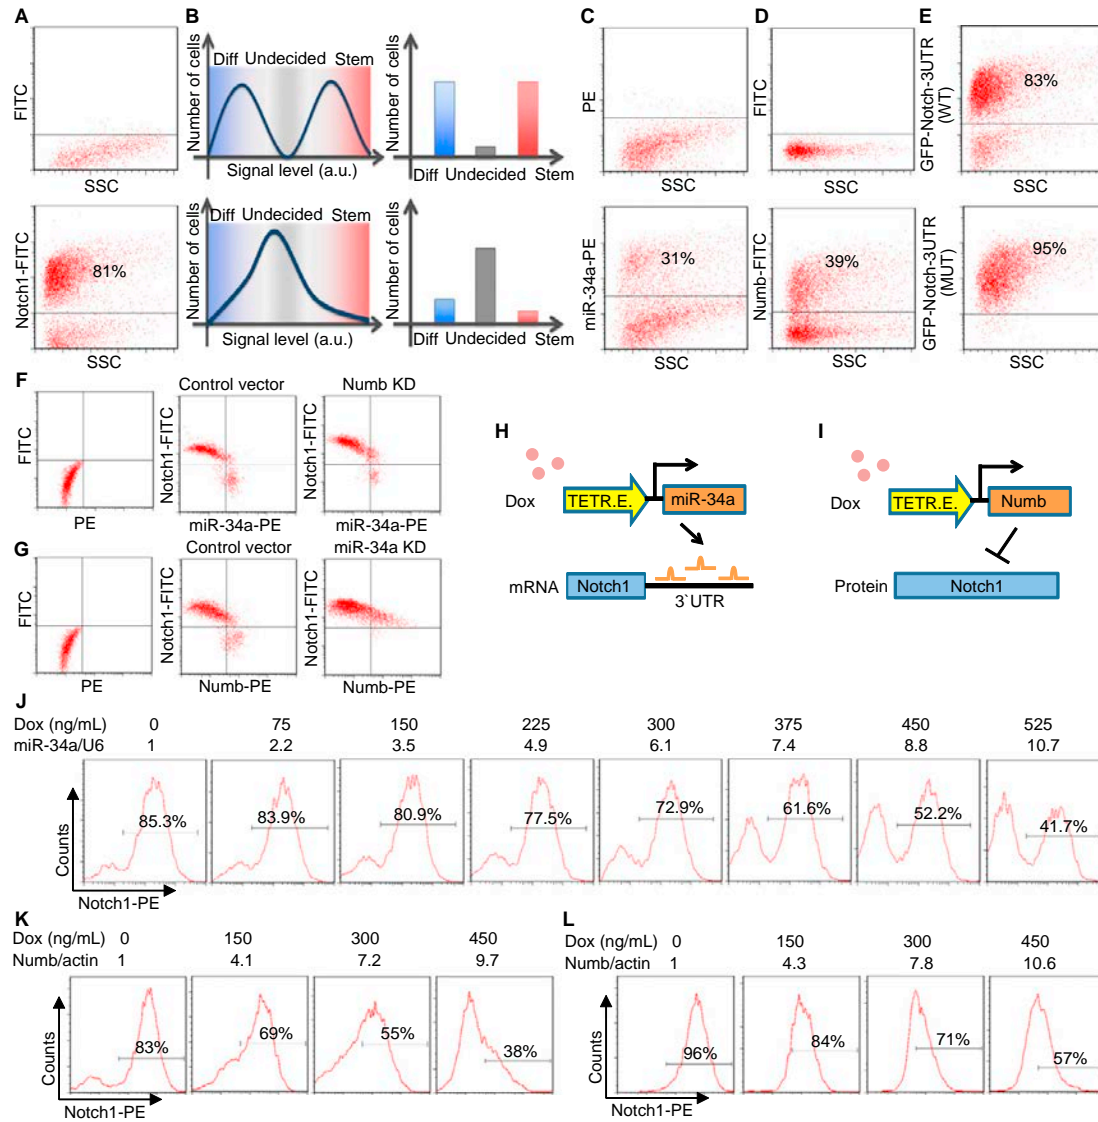 A
FITC
SSC
Notch1-FITC
81%
SSC
B
Number of cells
Diff Undecided Stem
Signal level (a.u.)
Number of cells
Diff Undecided Stem
Number of cells
Diff Undecided Stem
Signal level (a.u.)
Number of cells
Diff Undecided Stem
C
PE
SSC
miR-34a-PE
31%
SSC
D
FITC
SSC
Numb-FITC
39%
SSC
E
GFP-Notch-3UTR
(WT)
83%
SSC
GFP-Notch-3UTR
(MUT)
95%
SSC
F
FITC
PE
Control vector
Notch1-FITC
miR-34a-PE
Numb KD
Notch1-FITC
miR-34a-PE
G
FITC
PE
Control vector
Notch1-FITC
Numb-PE
miR-34a KD
Notch1-FITC
Numb-PE
H
Dox
TETR.E.
miR-34a
mRNA
Notch1
3`UTR
I
Dox
TETR.E.
Numb
Protein
Notch1
J
Dox (ng/mL) 0 75 150 225 300 375 450 525
miR-34a/U6 1 2.2 3.5 4.9 6.1 7.4 8.8 10.7
85.3% 83.9% 80.9% 77.5% 72.9% 61.6% 52.2% 41.7%
Counts
Notch1-PE
K
Dox (ng/mL) 0 150 300 450
Numb/actin 1 4.1 7.2 9.7
83% 69% 55% 38%
Counts
Notch1-PE
L
Dox (ng/mL) 0 150 300 450
Numb/actin 1 4.3 7.8 10.6
96% 84% 71% 57%
Counts
Notch1-PE